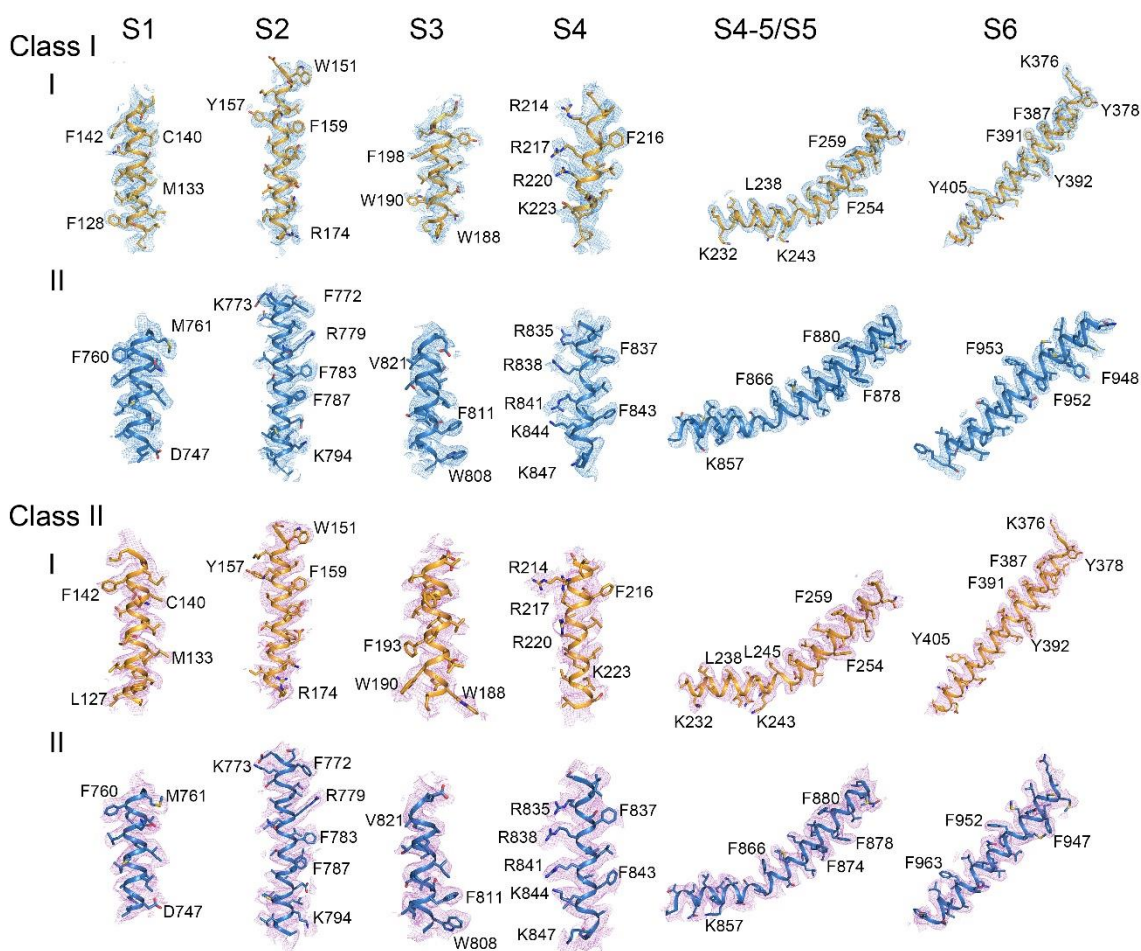 S1 S2 S3 S4 S4-5/S5 S6
Class I
I
W151
Y157
F159
R174
F142
C140
M133
F128
F198
W190
W188
R214
R217
R220
K223
F216
F259
L238
F254
K232
K243
K376
F387
Y378
F391
Y405
Y392
II
M761
F760
D747
K773
F772
R779
F783
F787
K794
V821
F811
W808
R835
F837
R838
R841
F843
K844
K847
F880
F866
F878
K857
F953
F948
F952
Class II
I
F142
C140
M133
L127
W151
Y157
F159
R174
F193
W190
W188
R214
F216
R217
R220
K223
F259
L238
L245
F254
K232
K243
K376
F387
Y378
F391
Y405
Y392
II
F760
M761
D747
K773
F772
R779
F783
F787
K794
V821
F811
W808
R835
F837
R838
R841
F843
K844
K847
F880
F866
F878
F874
K857
F952
F947
F963